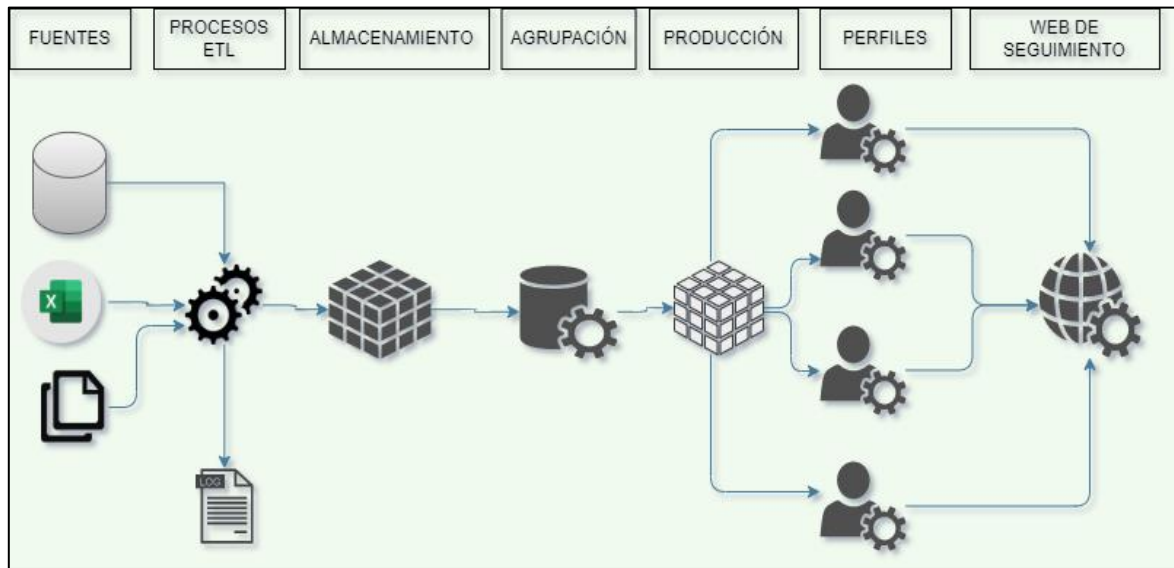 FUENTES
PROCESOS
ETL
ALMACENAMIENTO
AGRUPACIÓN
PRODUCCIÓN
PERFILES
WEB DE
SEGUIMIENTO
X
LOG